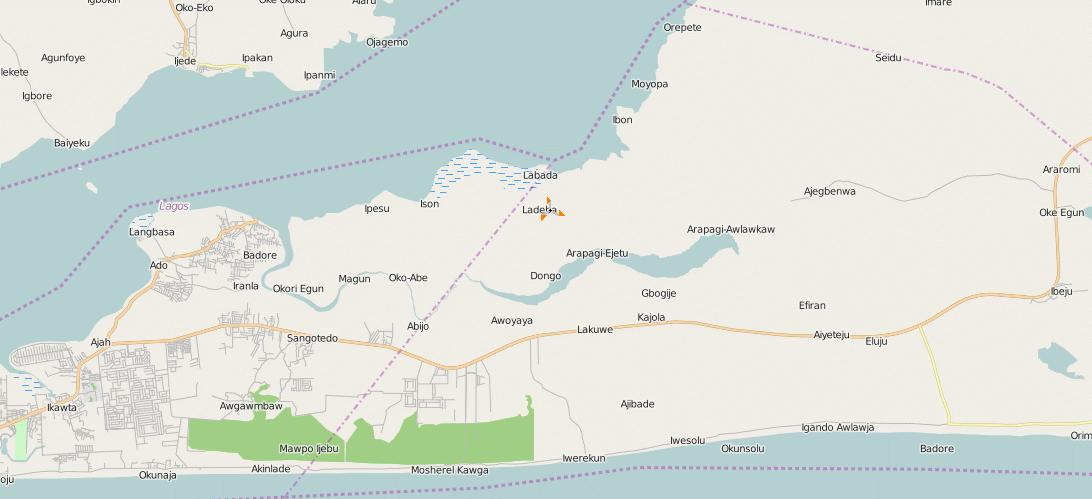 Igbokin
Oke Oloku
Alaru
Imare
Oko-Eko
Orepete
Agura
Ojagemo
Agunfoye
Ijede
Ipakan
Seidu
lekete
Ipanmi
Moyopa
Igbore
Ibon
Baiyeku
Araromi
Labada
Ajegbenwa
Lagos
Ipesu
Ison
Oke Egun
Langbasa
Arapagi-Awlawkaw
Badore
Arapagi-Ejetu
Ado
Dongo
Magun
Oko-Abe
Iranla
Okori Egun
Gbogije
Ibeju
Efiran
Awoyaya
Kajola
Abijo
Lakuwe
Sangotedo
Aiyeteju
Ajah
Eluju
Ikawta
Awgawmbaw
Ajibade
Igando Awlawja
Orim
Iwesolu
Mawpo Ijebu
Okunsolu
Badore
Iwerekun
Akinlade
Mosherel Kawga
Okunaja
oju